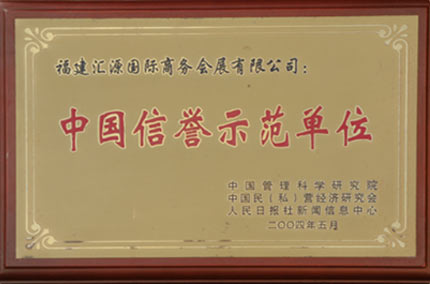 福建汇源国际商务会展有限公司:
中国信誉示范单位
中国管理科学研究院
中国民(私)营经济研究会
人民日报社新闻信息中心
二〇〇四年五月